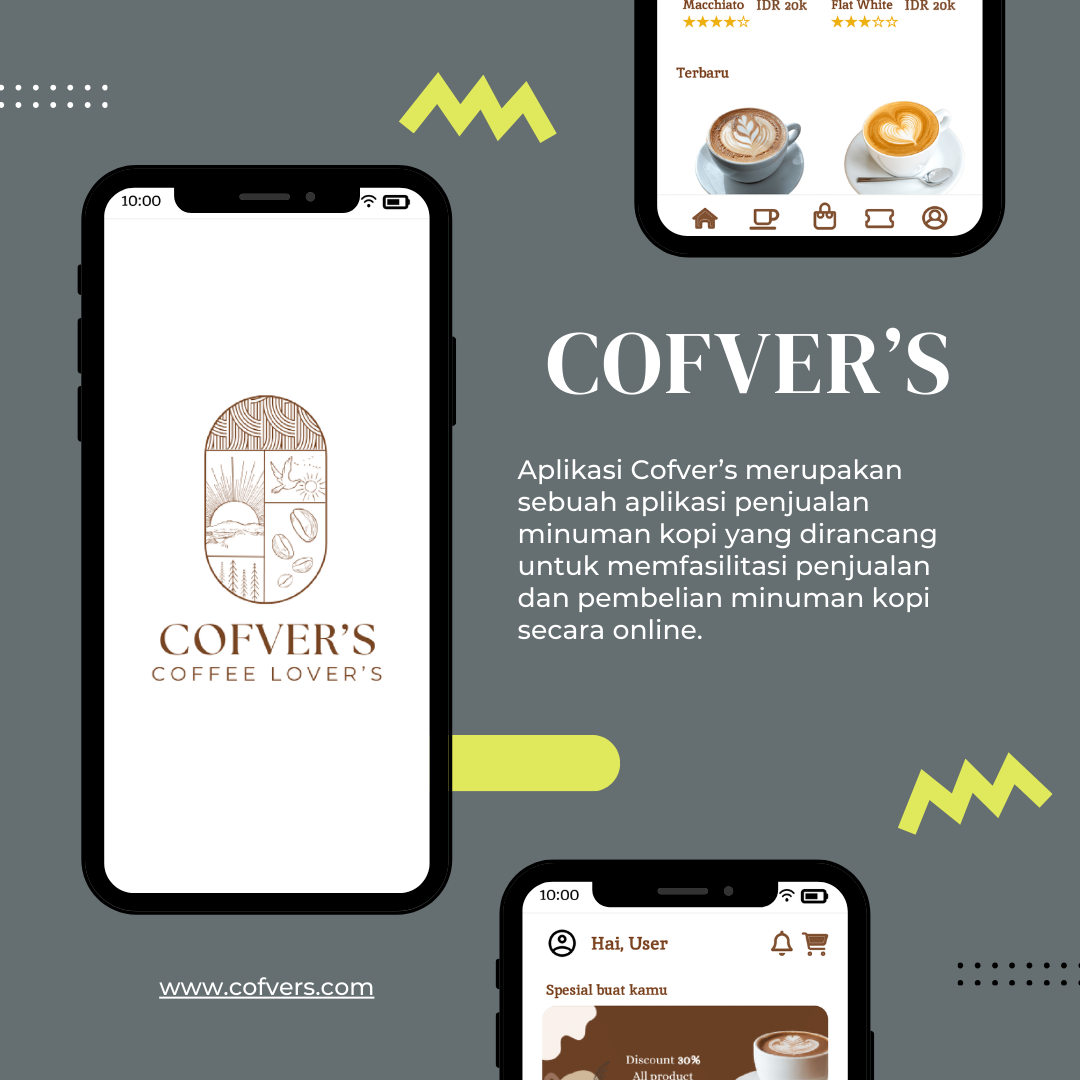 Macchiato IDR 20k
Flat White IDR 20k
Terbaru
10:00
COFVER’S
COFFEE LOVER’S
COFVER’S
Aplikasi Cofver’s merupakan
sebuah aplikasi penjualan
minuman kopi yang dirancang
untuk memfasilitasi penjualan
dan pembelian minuman kopi
secara online.
www.cofvers.com
10:00
Hai, User
Spesial buat kamu
Discount 30%
All product